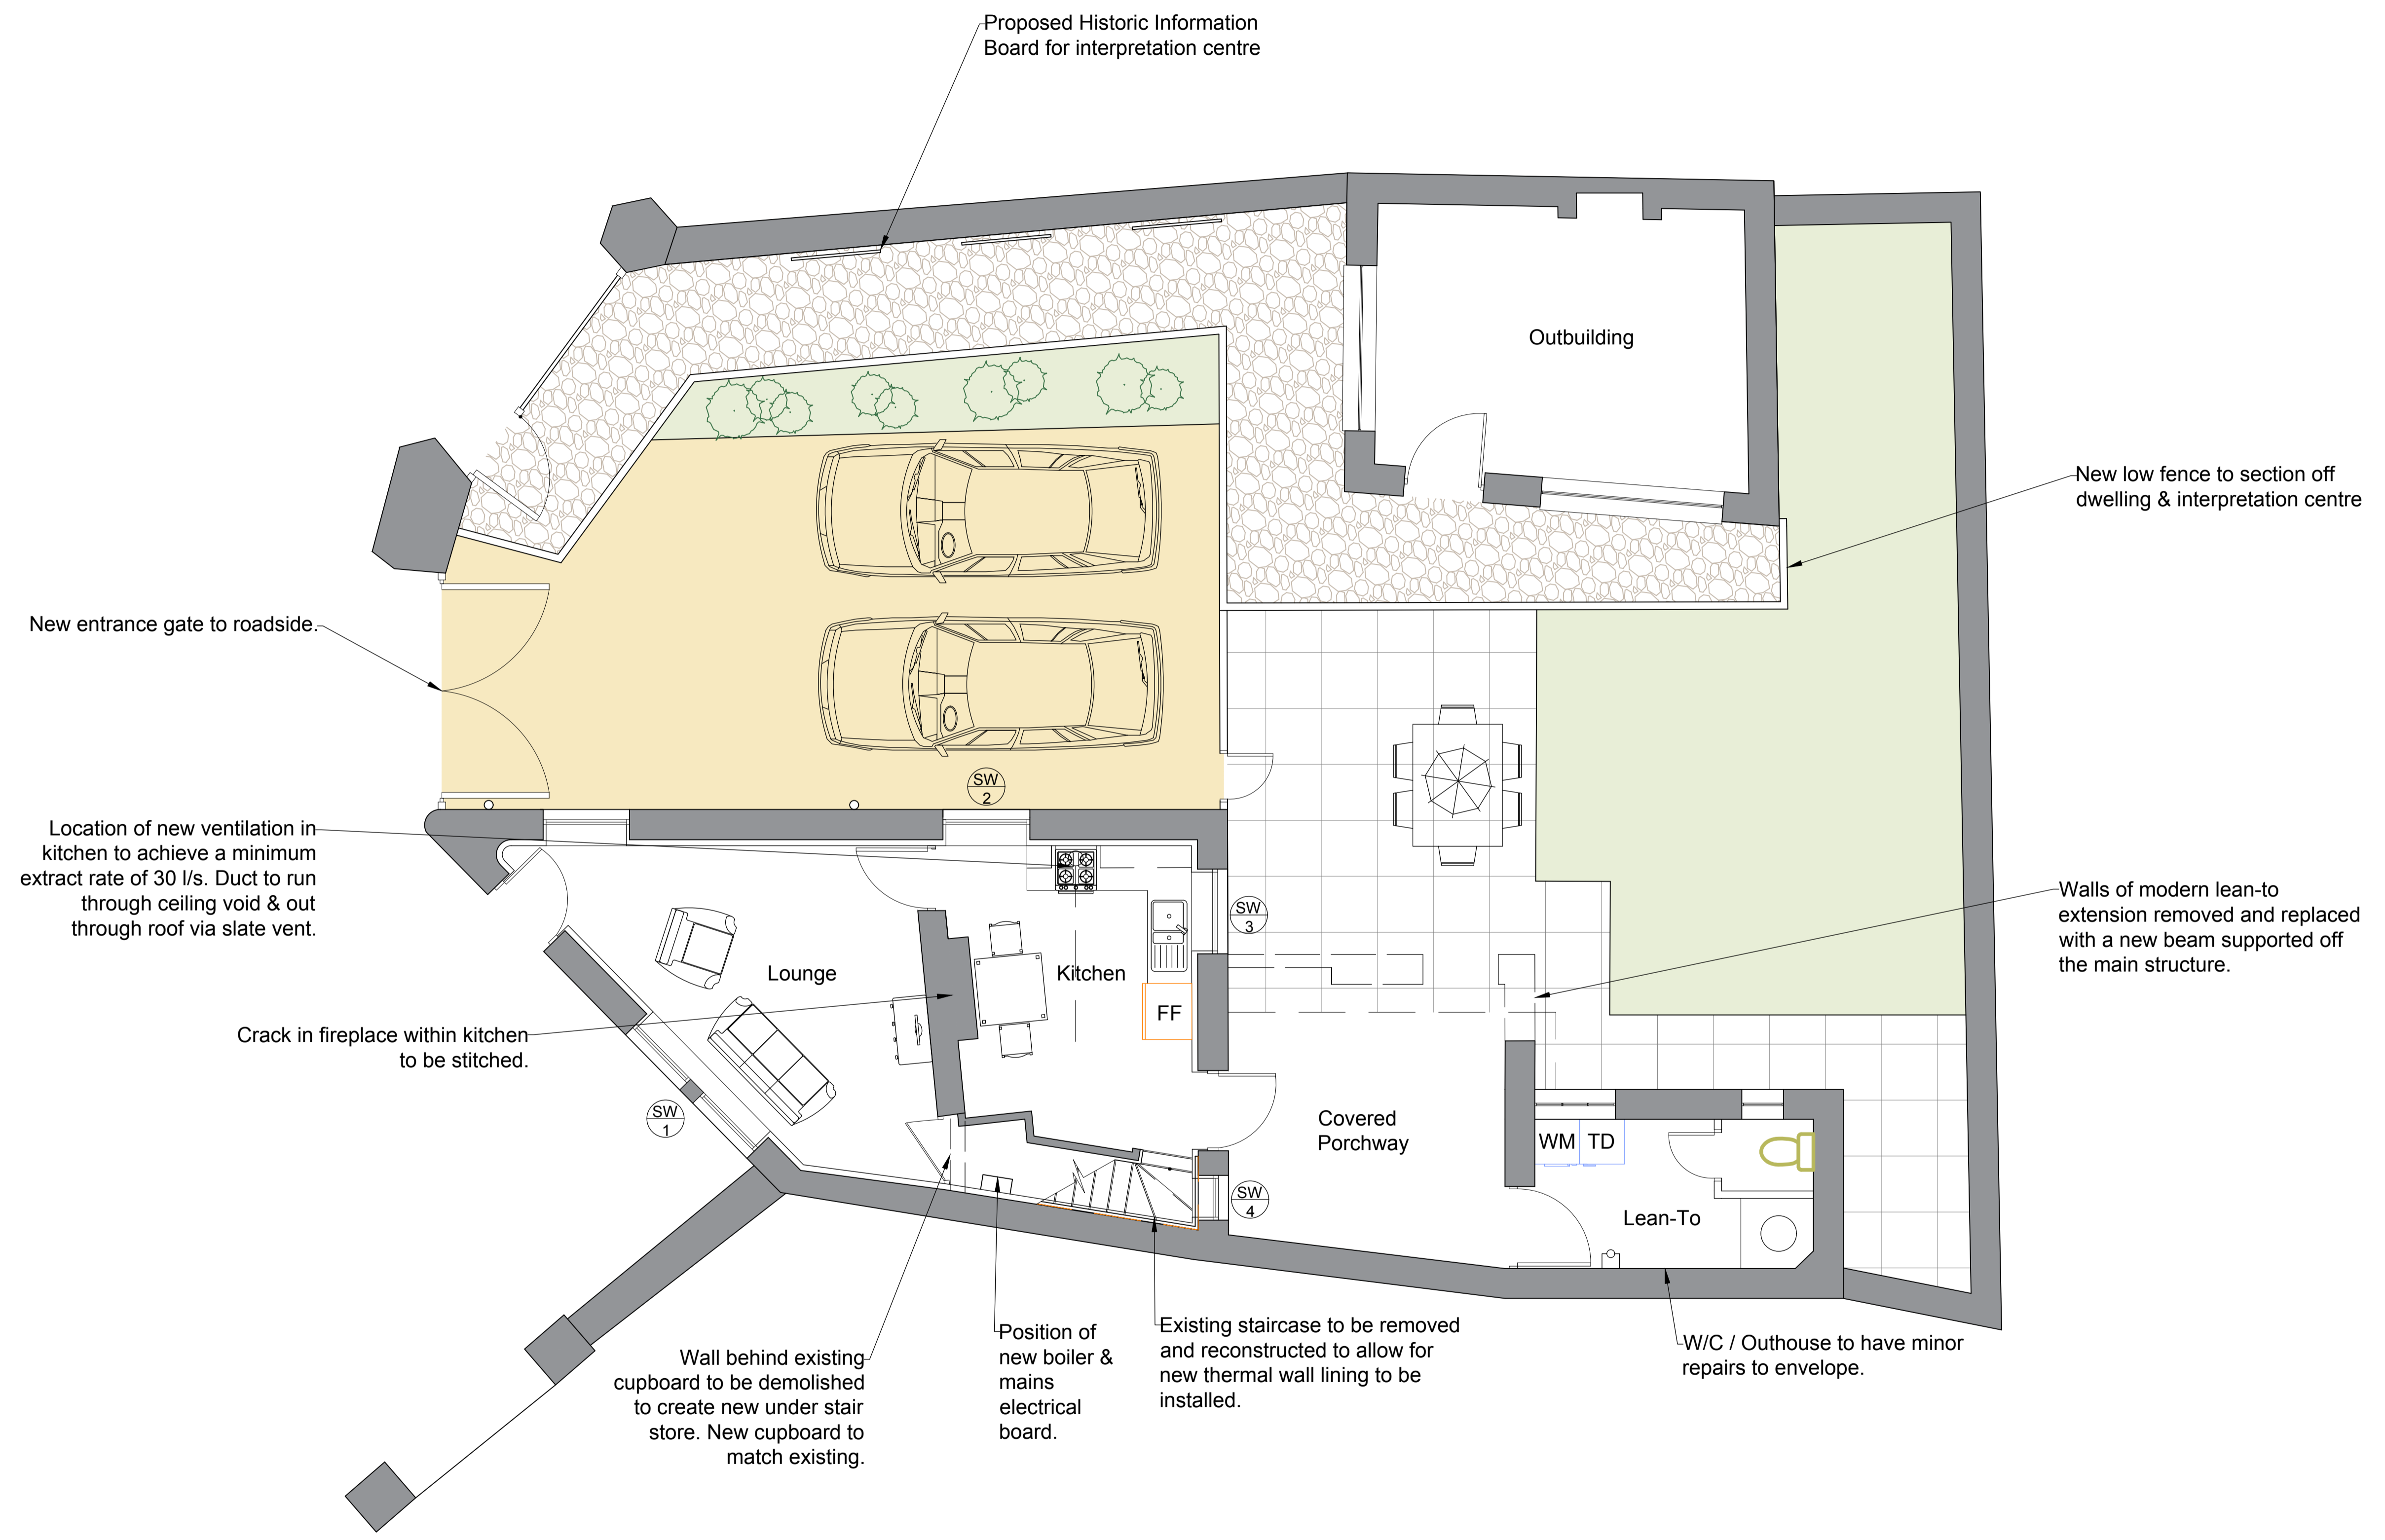 Proposed Historic Information
Board for interpretation centre
Outbuilding
New low fence to section off
dwelling & interpretation centre
New entrance gate to roadside.
SW
2
Location of new ventilation in
kitchen to achieve a minimum
extract rate of 30 l/s. Duct to run
through ceiling void & out
through roof via slate vent.
SW
3
Walls of modern lean-to
extension removed and replaced
with a new beam supported off
the main structure.
Lounge
Kitchen
FF
Crack in fireplace within kitchen
to be stitched.
SW
1
Covered
Porchway
WM
TD
SW
4
Lean-To
Wall behind existing
cupboard to be demolished
to create new under stair
store. New cupboard to
match existing.
Position of
new boiler &
mains
electrical
board.
Existing staircase to be removed
and reconstructed to allow for
new thermal wall lining to be
installed.
W/C / Outhouse to have minor
repairs to envelope.